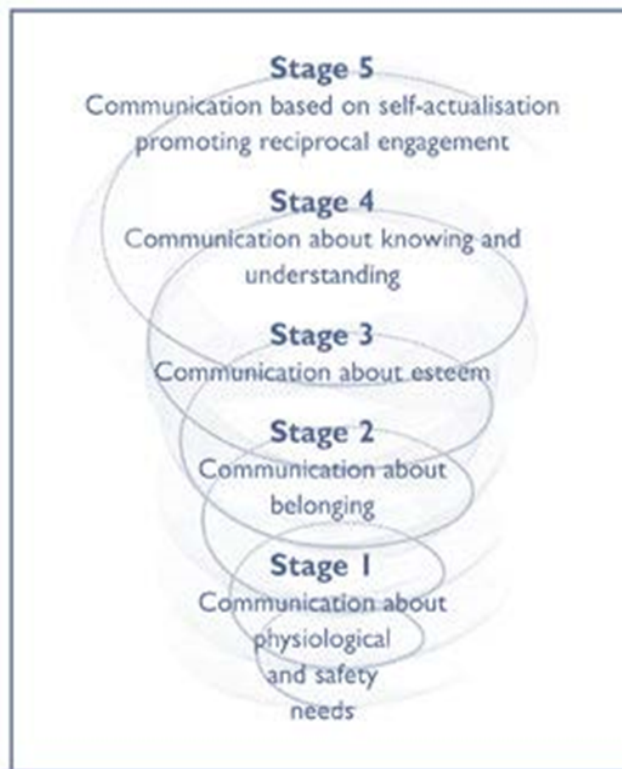 Stage 5
Communication based on self-actualisation
promoting reciprocal engagement
Stage 4
Communication about knowing and
understanding
Stage 3
Communication about esteem
Stage 2
Communication about
belonging
Stage 1
Communication about
physiological
and safety
needs